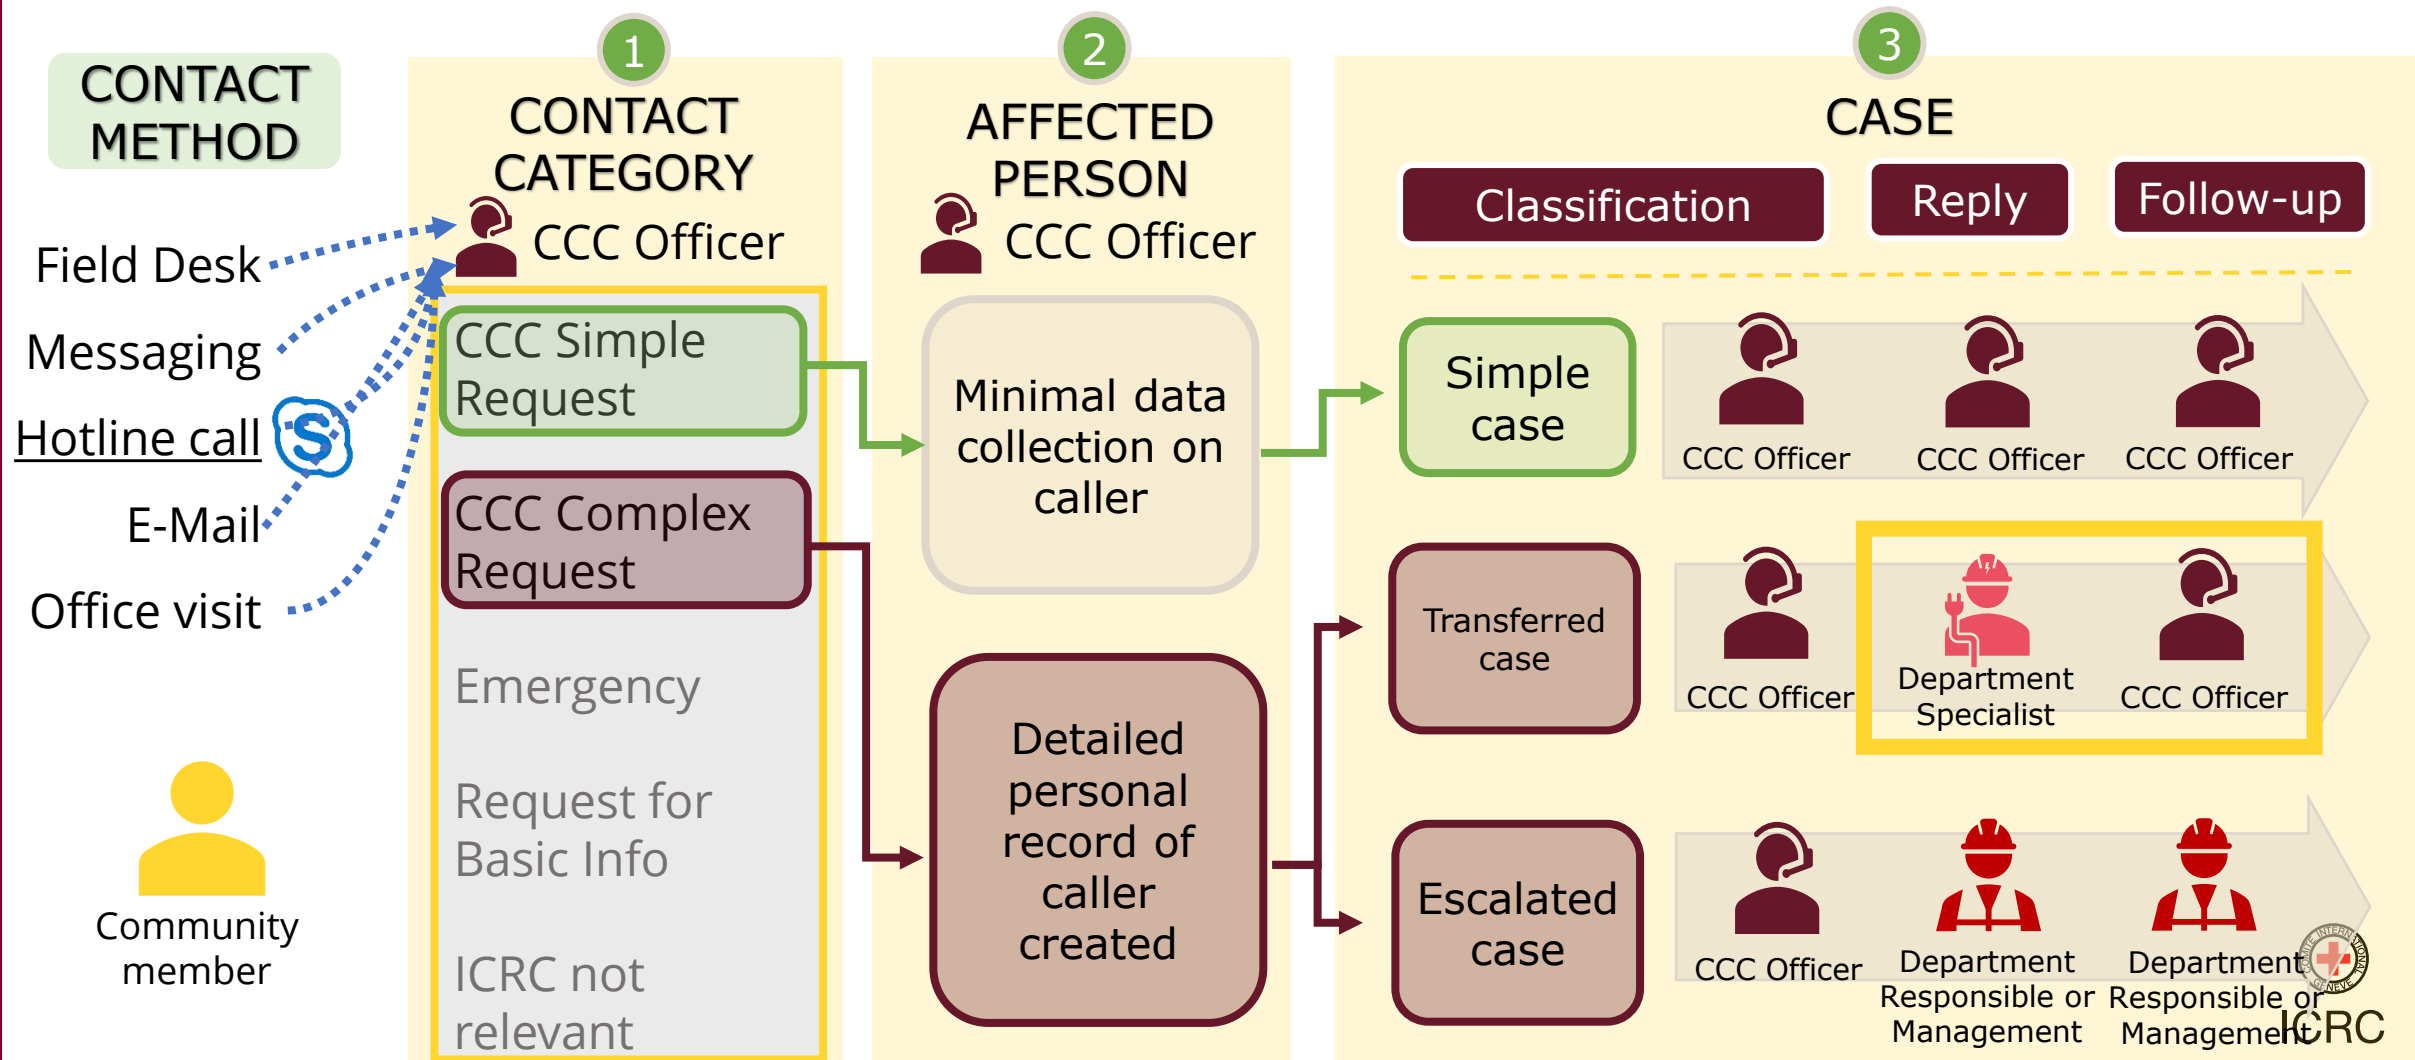 CONTACT
METHOD
Field Desk
Messaging
Hotline call
S
E-Mail
Office visit
Community
member
1
CONTACT
CATEGORY
CCC Officer
CCC Simple
Request
CCC Complex
Request
Emergency
Request for
Basic Info
ICRC not
relevant
2
AFFECTED
PERSON
CCC Officer
Minimal data
collection on
caller
Detailed
personal
record of
caller
created
3
CASE
Classification
Reply
Follow-up
Simple
case
CCC Officer
CCC Officer
CCC Officer
Transferred
case
CCC Officer
Department
Specialist
CCC Officer
Escalated
case
CCC Officer
Department
Responsible or
Management
Department
Responsible or
Management
COMITE INTERNATIONAL
GENEVE
ICRC